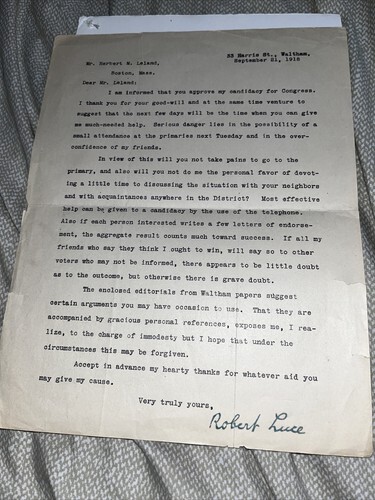 83 Harris St., Waltham.
September 21, 1918
Mr. Herbert M. Leland,
Boston, Mass.
Dear Mr. Leland:
I am informed that you approve my candidacy for Congress.
I thank you for your good-will and at the same time venture to
suggest that the next few days will be the time when you can give
me much-needed help. Serious danger lies in the possibility of a
small attendance at the primaries next Tuesday and in the over-
confidence of my friends.
In view of this will you not take pains to go to the
primary, and also will you not do me the personal favor of devot-
ing a little time to discussing the situation with your neighbors
and with acquaintances anywhere in the District? Most effective
help can be given to a candidacy by the use of the telephone.
Also if each person interested writes a few letters of endorse-
ment, the aggregate result counts much toward success. If all my
friends who say they think I ought to win, will say so to other
voters who may not be informed, there appears to be little doubt
as to the outcome, but otherwise there is grave doubt.
The enclosed editorials from Waltham papers suggest
certain arguments you may have occasion to use. That they are
accompanied by gracious personal references, exposes me, I rea-
lize, to the charge of immodesty but I hope that under the
circumstances this may be forgiven.
Accept in advance my hearty thanks for whatever aid you
may give my cause.
Very truly yours,
Robert Luce